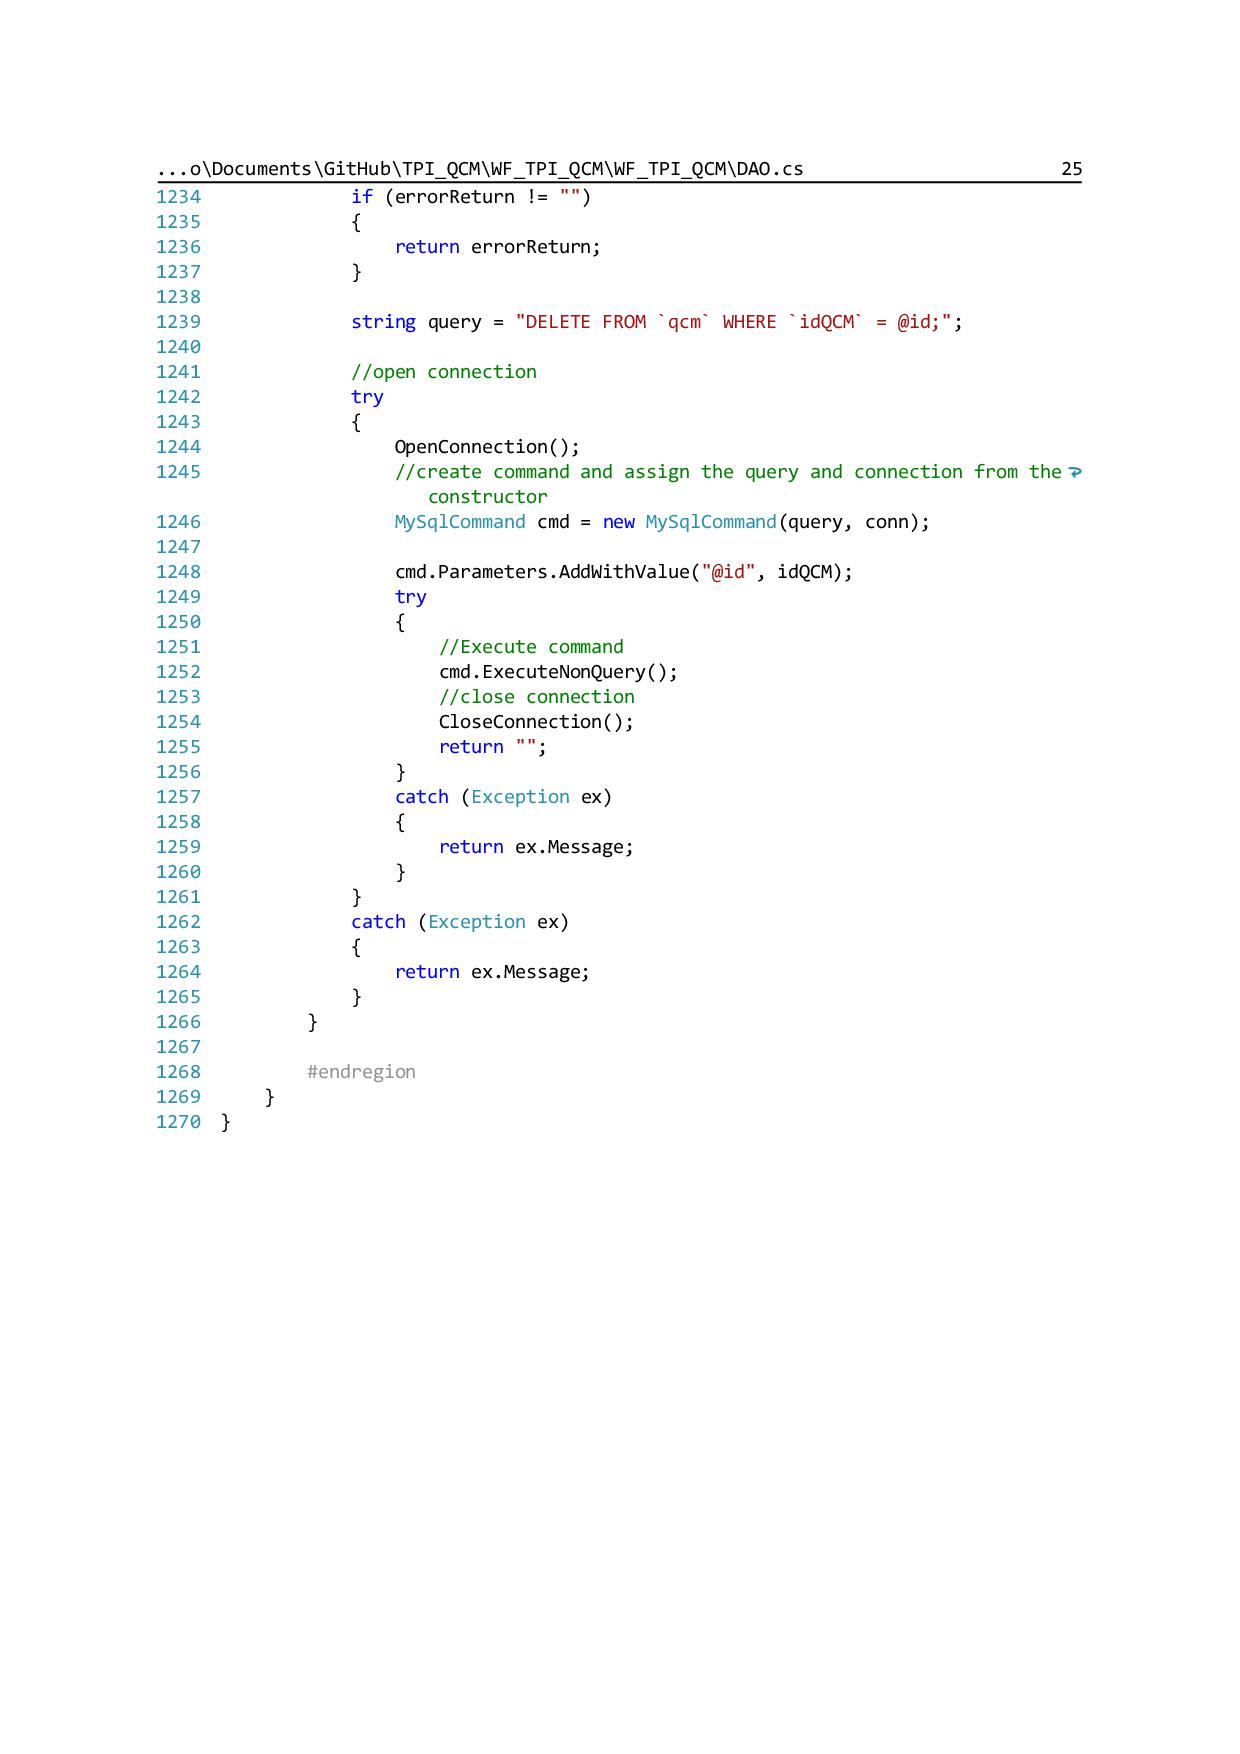 ...o\Documents\GitHub\TPI_QCM\WF_TPI_QCM\WF_TPI_QCM\DAO.cs 25
1234             if (errorReturn != "")
1235             {
1236                 return errorReturn;
1237             }
1238
1239             string query = "DELETE FROM `qcm` WHERE `idQCM` = @id;";
1240
1241             //open connection
1242             try
1243             {
1244                 OpenConnection();
1245                 //create command and assign the query and connection from the
constructor
1246                 MySqlCommand cmd = new MySqlCommand(query, conn);
1247
1248                 cmd.Parameters.AddWithValue("@id", idQCM);
1249                 try
1250                 {
1251                     //Execute command
1252                     cmd.ExecuteNonQuery();
1253                     //close connection
1254                     CloseConnection();
1255                     return "";
1256                 }
1257                 catch (Exception ex)
1258                 {
1259                     return ex.Message;
1260                 }
1261             }
1262             catch (Exception ex)
1263             {
1264                 return ex.Message;
1265             }
1266         }
1267
1268         #endregion
1269     }
1270 }